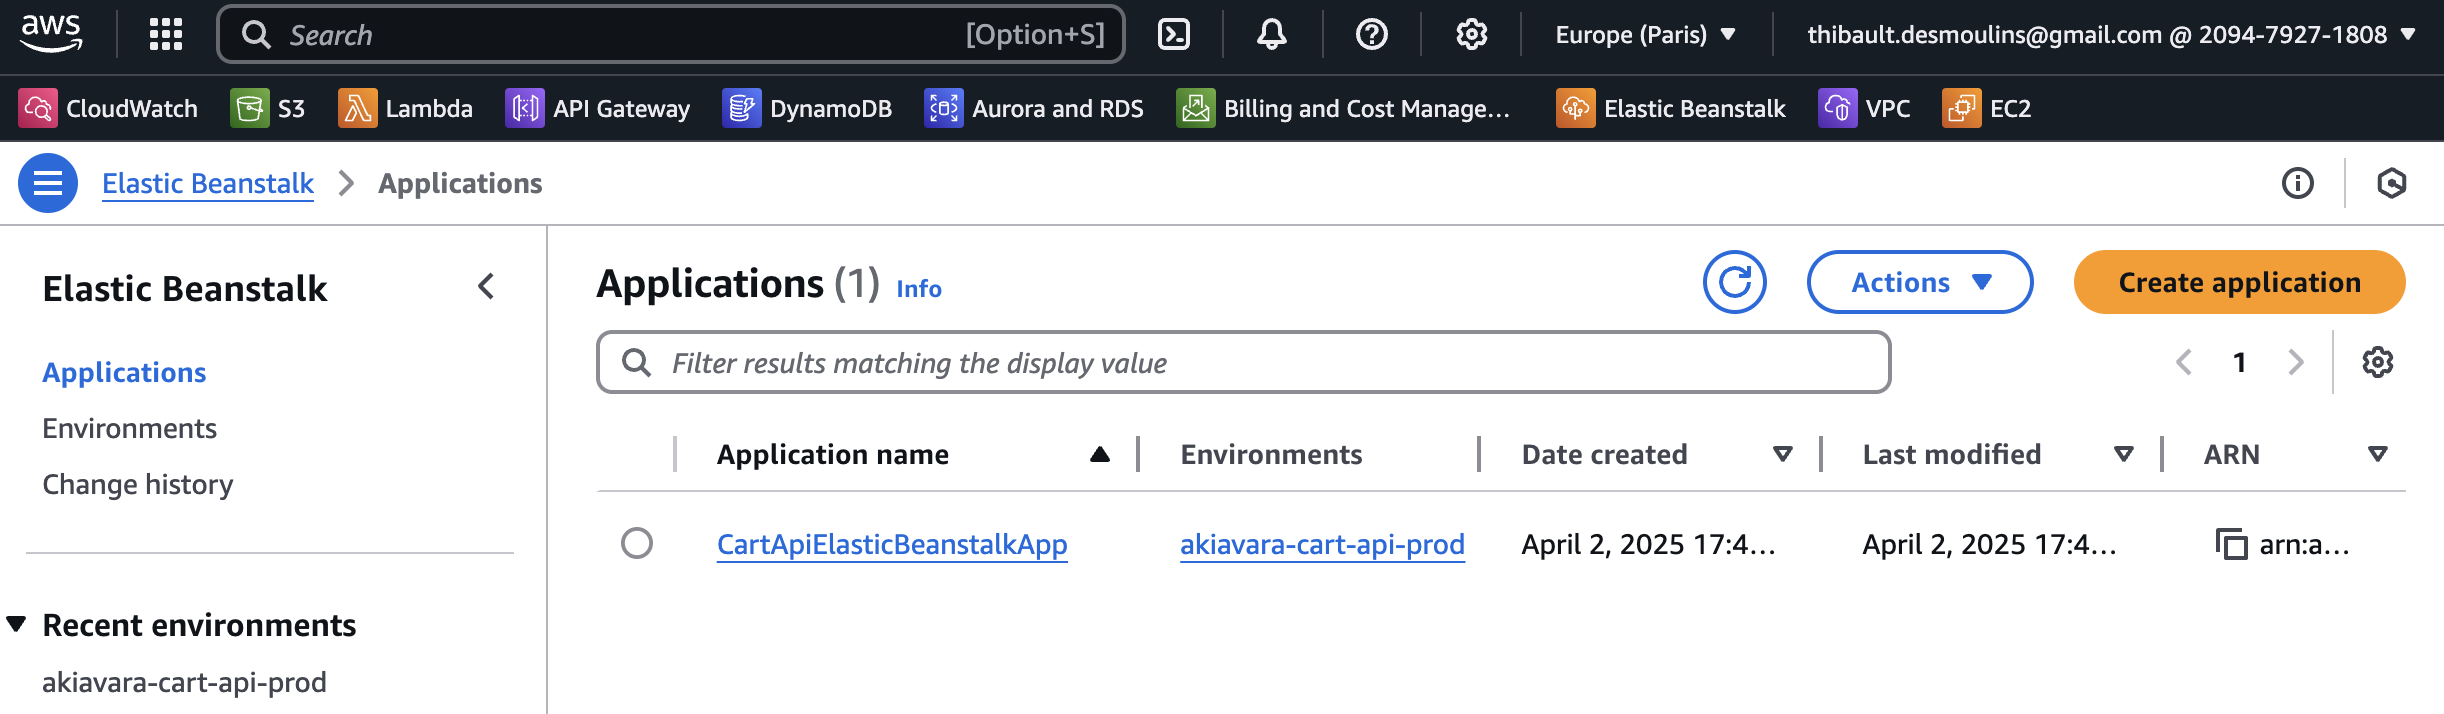 aws
Search [Option+S] Europe (Paris) thibault.desmoulins@gmail.com @ 2094-7927-1808
CloudWatch S3 Lambda API Gateway DynamoDB Aurora and RDS Billing and Cost Manage... Elastic Beanstalk VPC EC2
Elastic Beanstalk Applications
Elastic Beanstalk
Applications
Environments
Change history
Recent environments
akiavara-cart-api-prod
Applications (1) Info Actions Create application
Filter results matching the display value 1
Application name Environments Date created Last modified ARN
CartApiElasticBeanstalkApp akiavara-cart-api-prod April 2, 2025 17:4... April 2, 2025 17:4... arn:a...